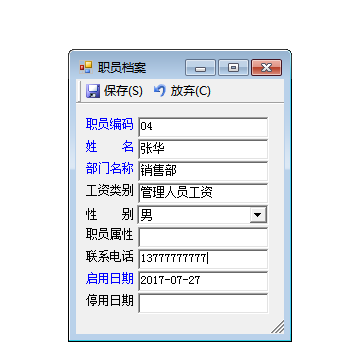 职员档案
保存(S) 放弃(C)
职员编码 04
姓 名 张华
部门名称 销售部
工资类别 管理人员工资
性 别 男
职员属性
联系电话 13777777777
启用日期 2017-07-27
停用日期